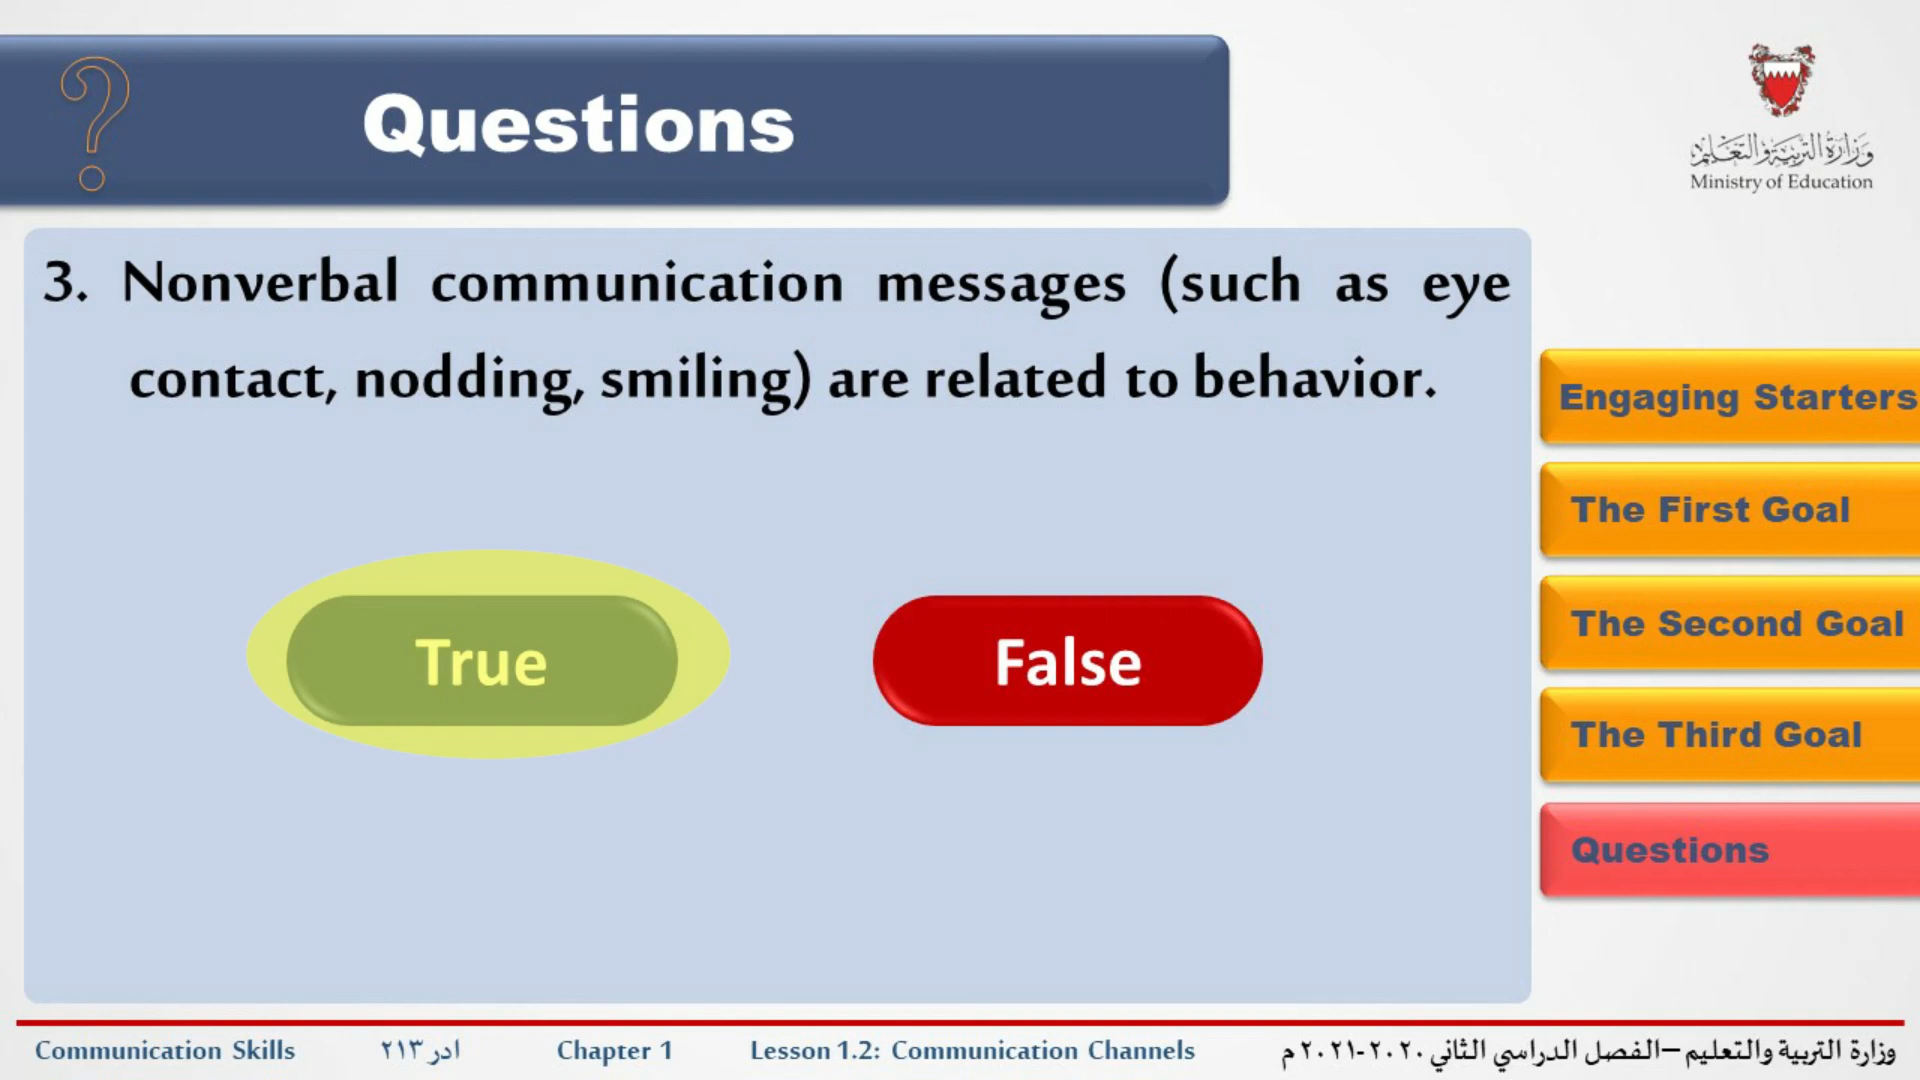 ?
Questions
وزارة التربية والتعليم
Ministry of Education
3. Nonverbal communication messages (such as eye
contact, nodding, smiling) are related to behavior.
True
False
Engaging Starters
The First Goal
The Second Goal
The Third Goal
Questions
Communication Skills
ادر ٢١٣
Chapter 1
Lesson 1.2: Communication Channels
وزارة التربية والتعليم –الفصل الدراسي الثاني ٢٠٢٠-٢٠٢١ م